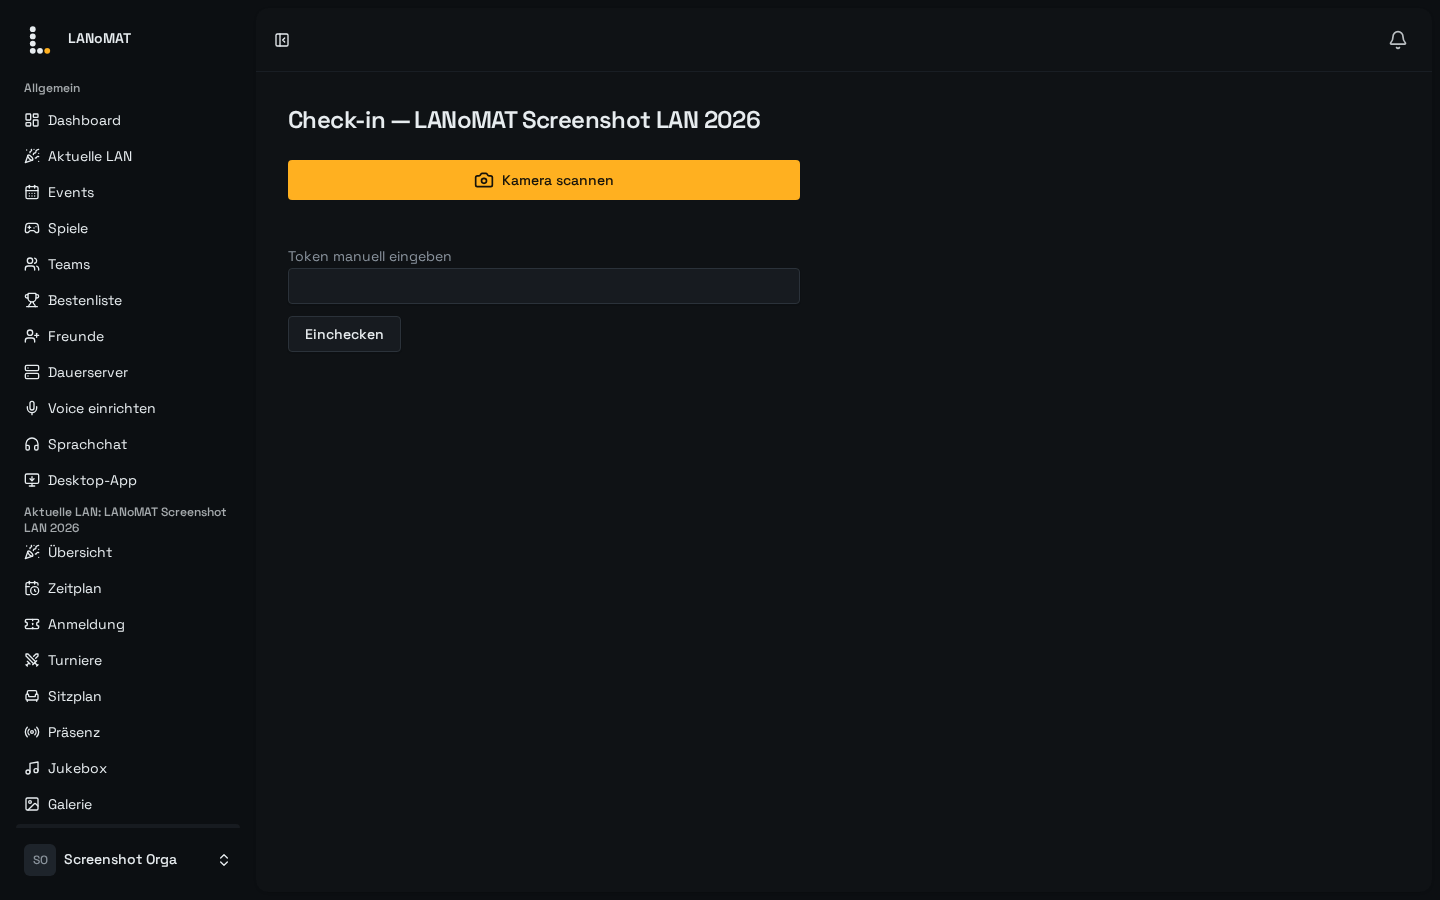 LANoMAT
Allgemein
Dashboard
Aktuelle LAN
Events
Spiele
Teams
Bestenliste
Freunde
Dauerserver
Voice einrichten
Sprachchat
Desktop-App
Aktuelle LAN: LANoMAT Screenshot
LAN 2026
Übersicht
Zeitplan
Anmeldung
Turniere
Sitzplan
Präsenz
Jukebox
Galerie
SO
Screenshot Orga
Check-in — LANoMAT Screenshot LAN 2026
Kamera scannen
Token manuell eingeben
Einchecken